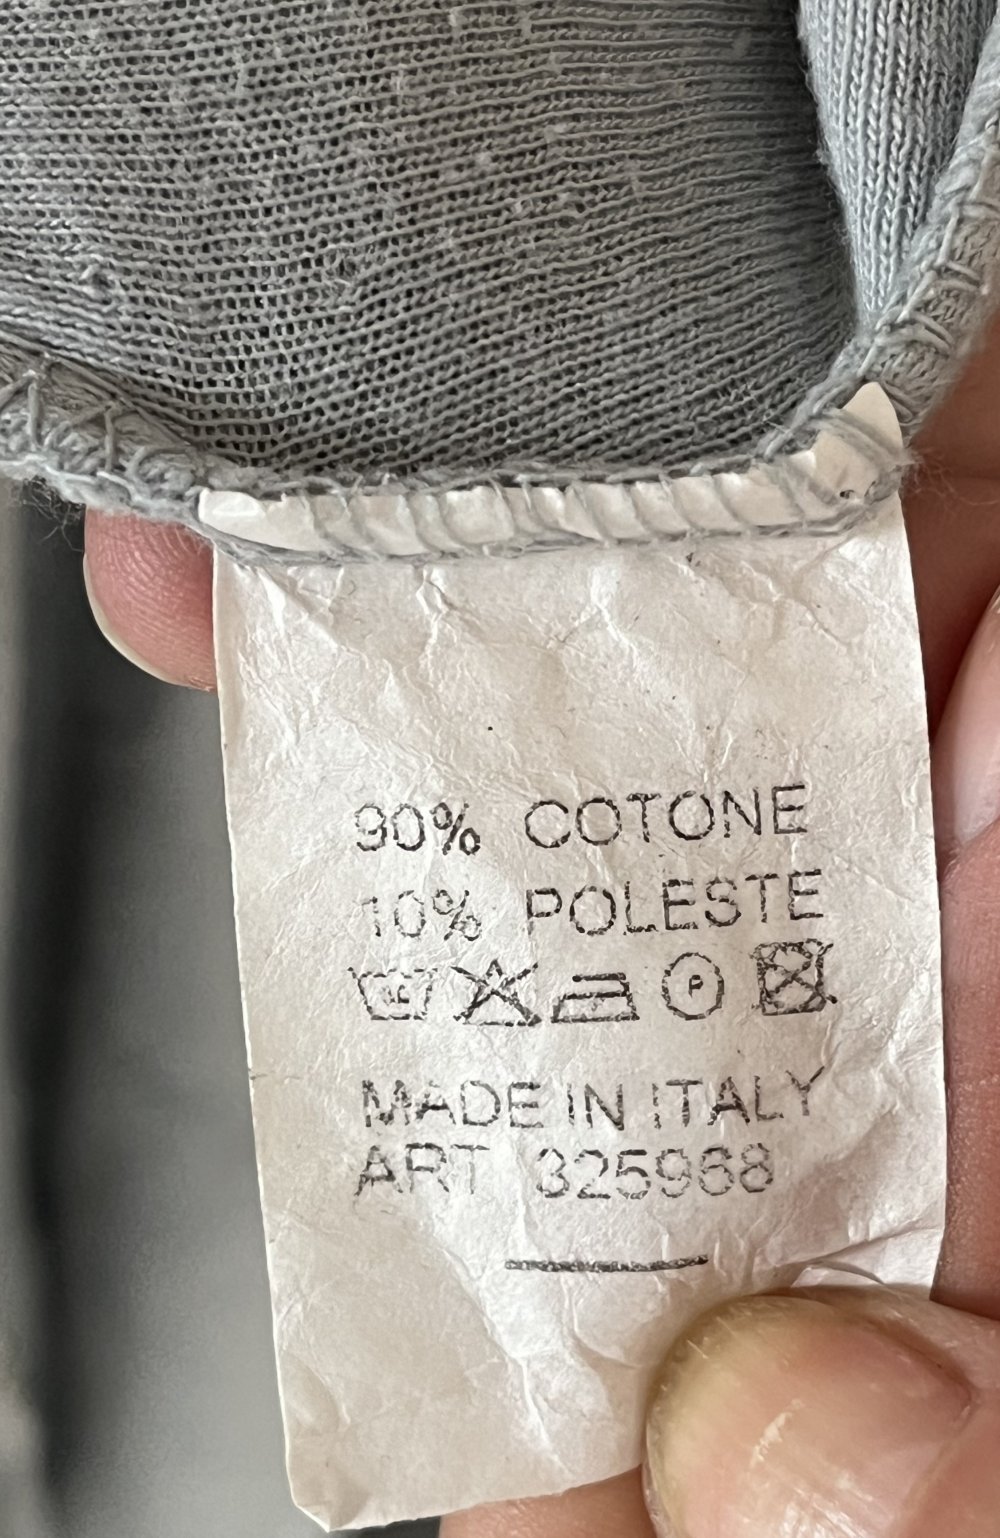 90% COTONE
10% POLESTE
P
MADE IN ITALY
ART 325968